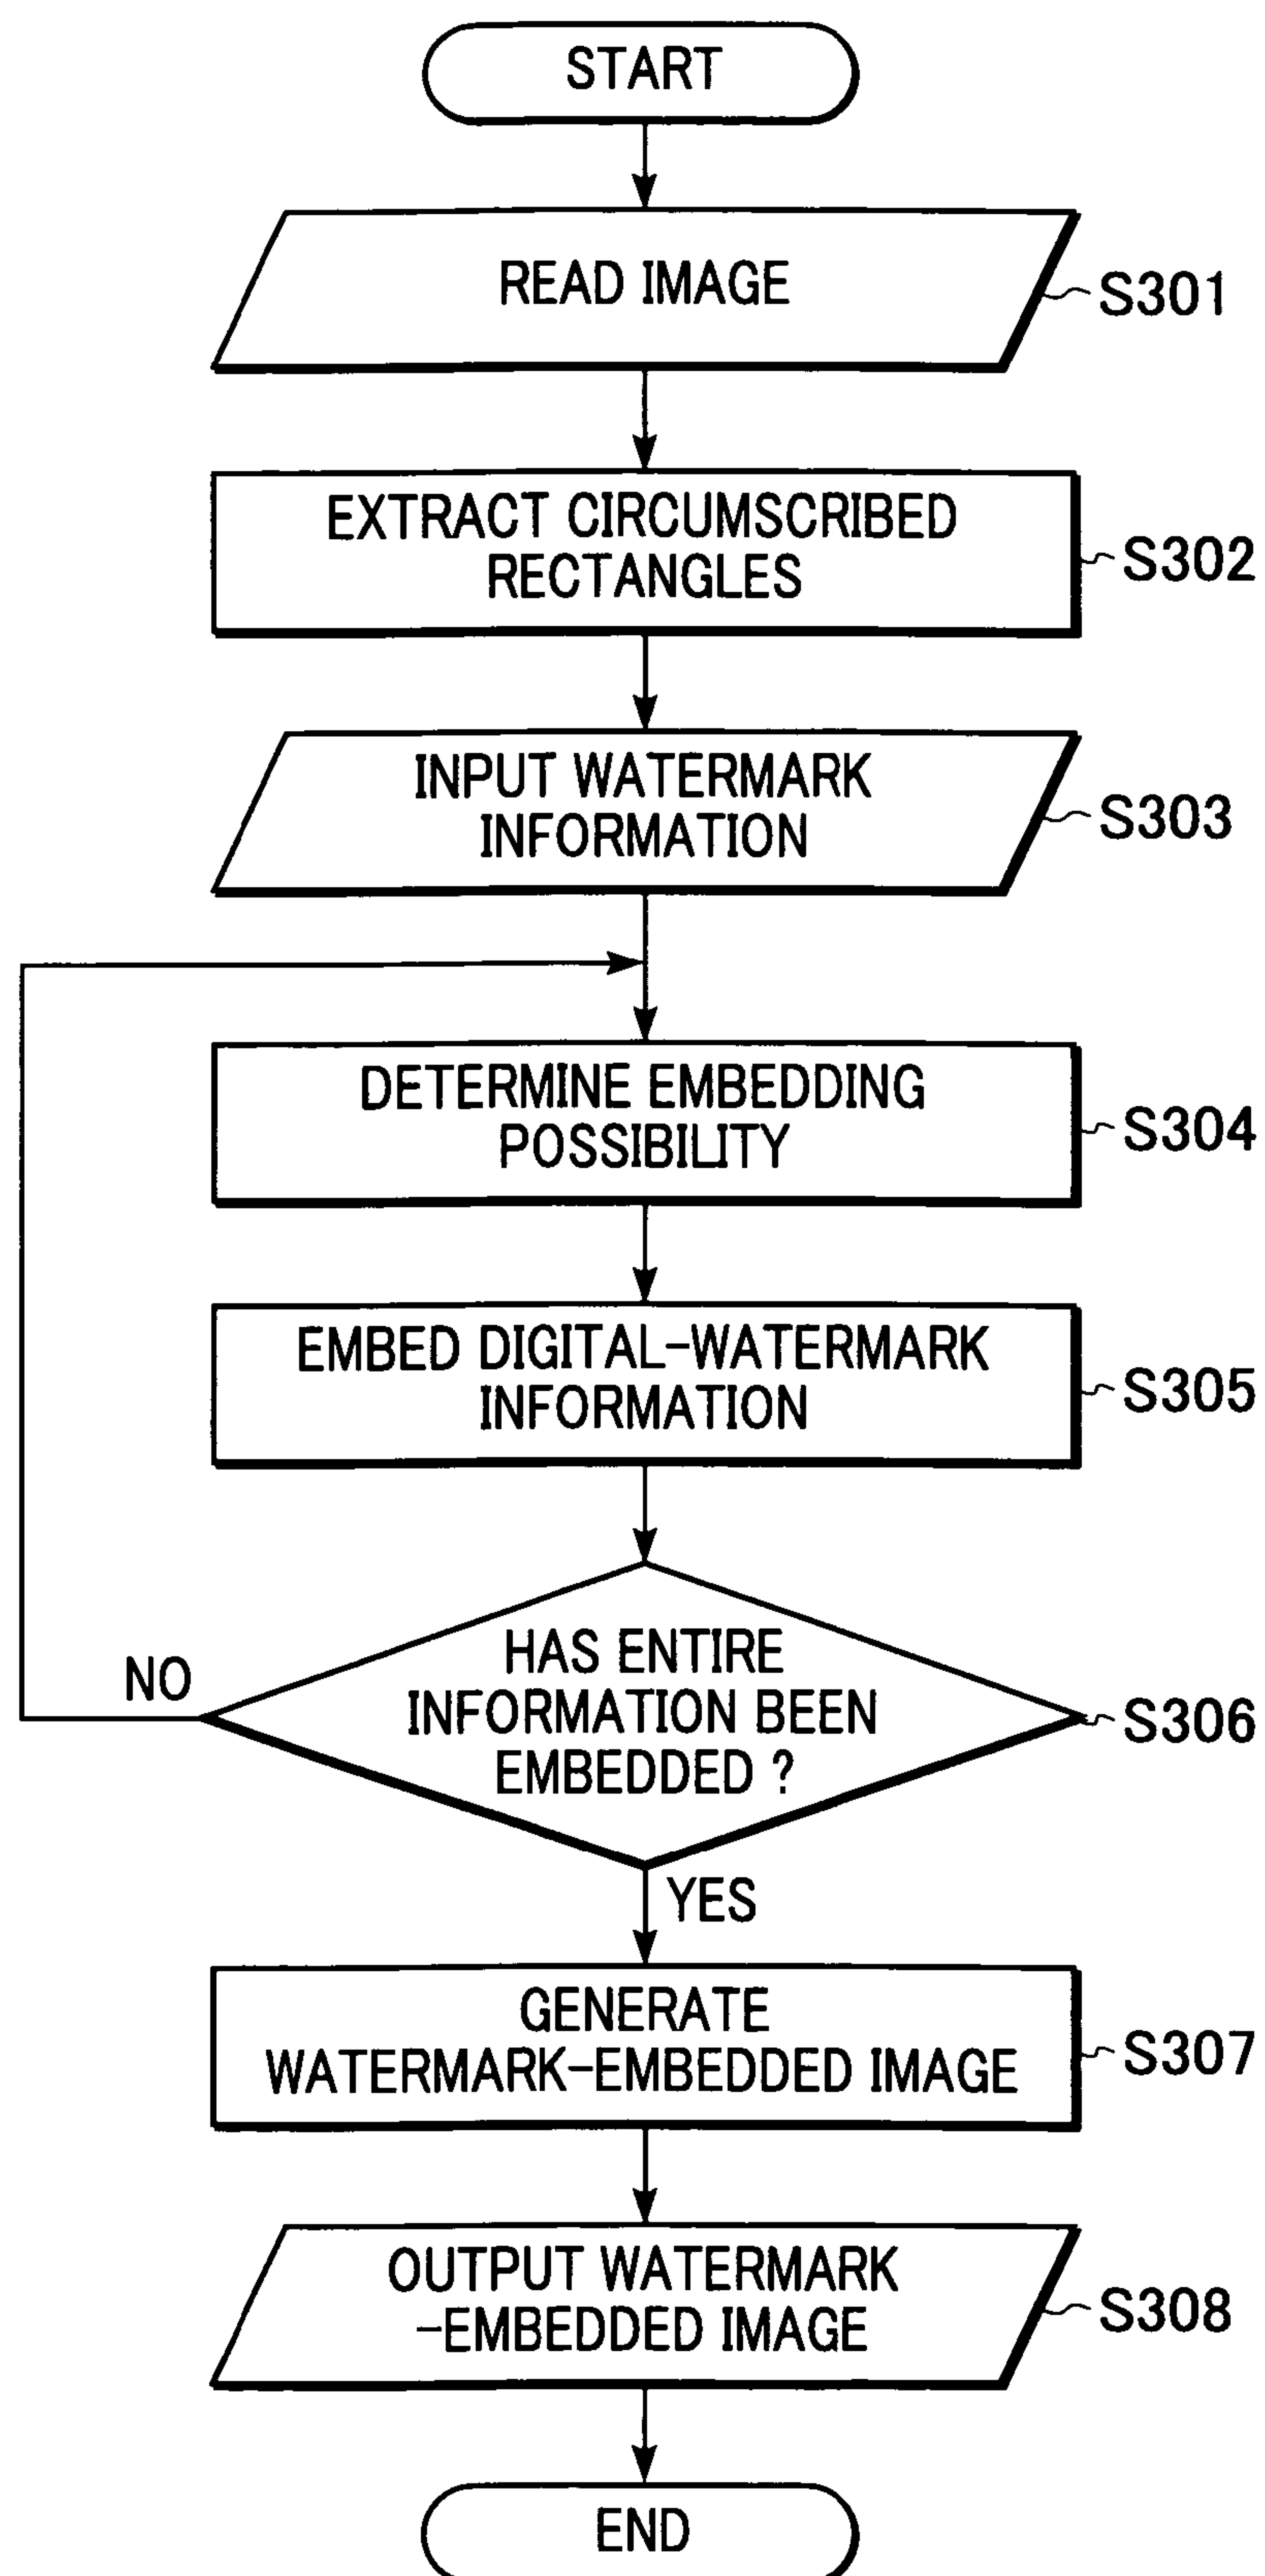 START
READ IMAGE
S301
EXTRACT CIRCUMSCRIBED
RECTANGLES
S302
INPUT WATERMARK
INFORMATION
S303
DETERMINE EMBEDDING
POSSIBILITY
S304
EMBED DIGITAL-WATERMARK
INFORMATION
S305
HAS ENTIRE
INFORMATION BEEN
EMBEDDED ?
S306
NO
YES
GENERATE
WATERMARK-EMBEDDED IMAGE
S307
OUTPUT WATERMARK
-EMBEDDED IMAGE
S308
END